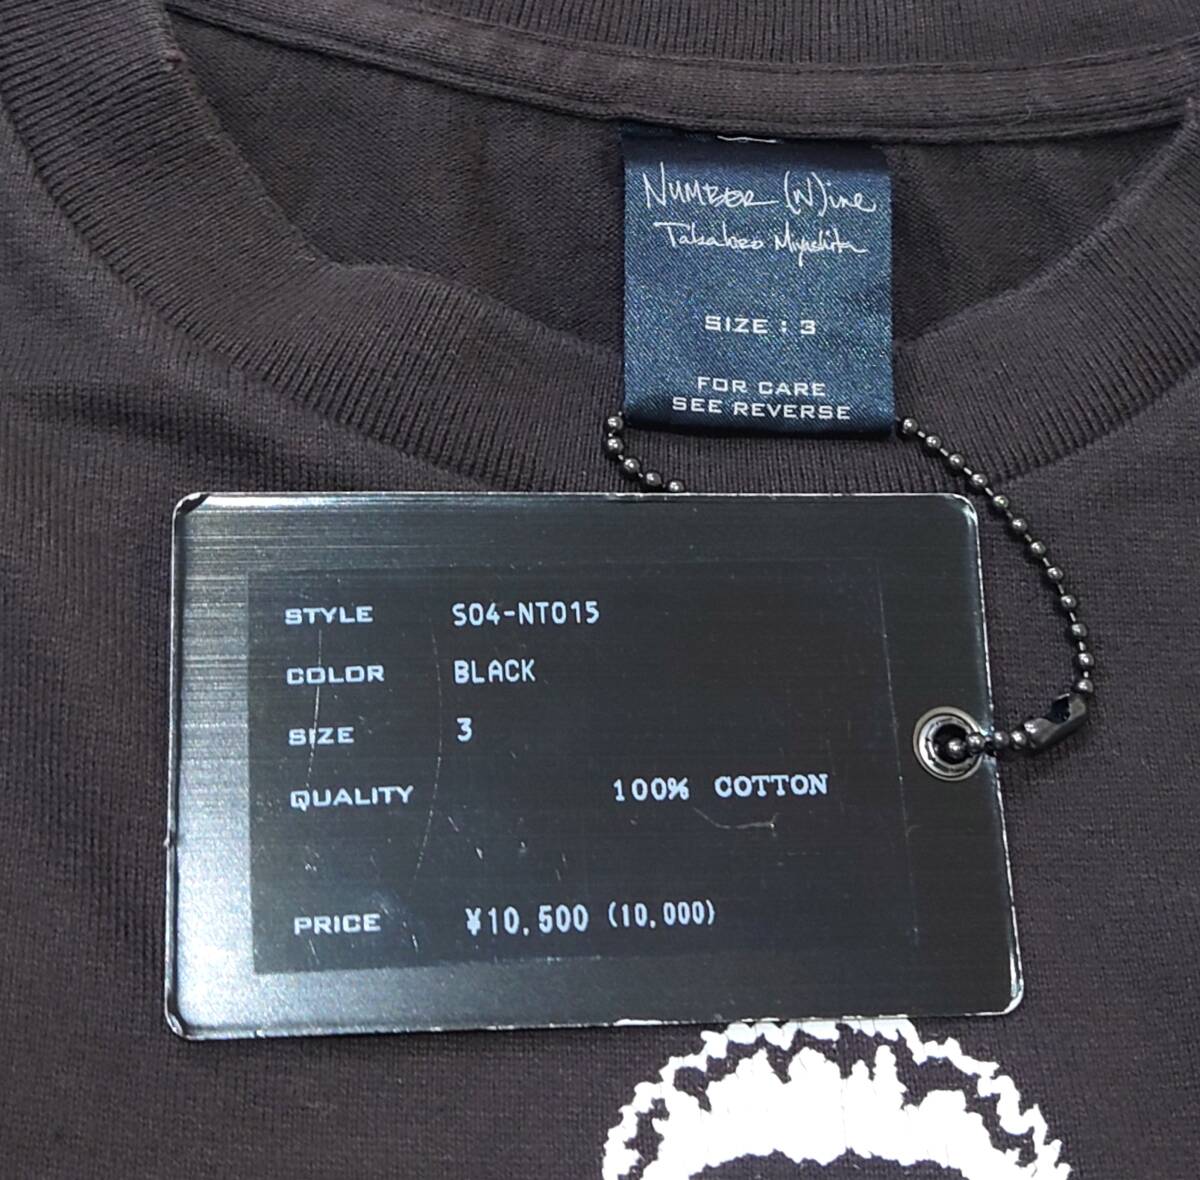 NUMBER (N)ine
Takahiro Miyashita
SIZE : 3
FOR CARE
SEE REVERSE
STYLE S04-NT015
COLOR BLACK
SIZE 3
QUALITY 100% COTTON
PRICE ¥10,500 (10,000)